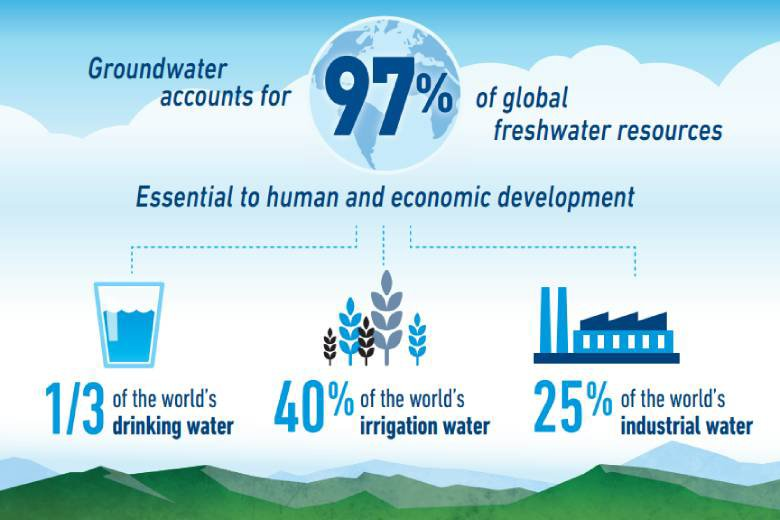 Groundwater
accounts for
97%
of global
freshwater resources
Essential to human and economic development
1/3 of the world's
drinking water
40% of the world's
irrigation water
25% of the world's
industrial water